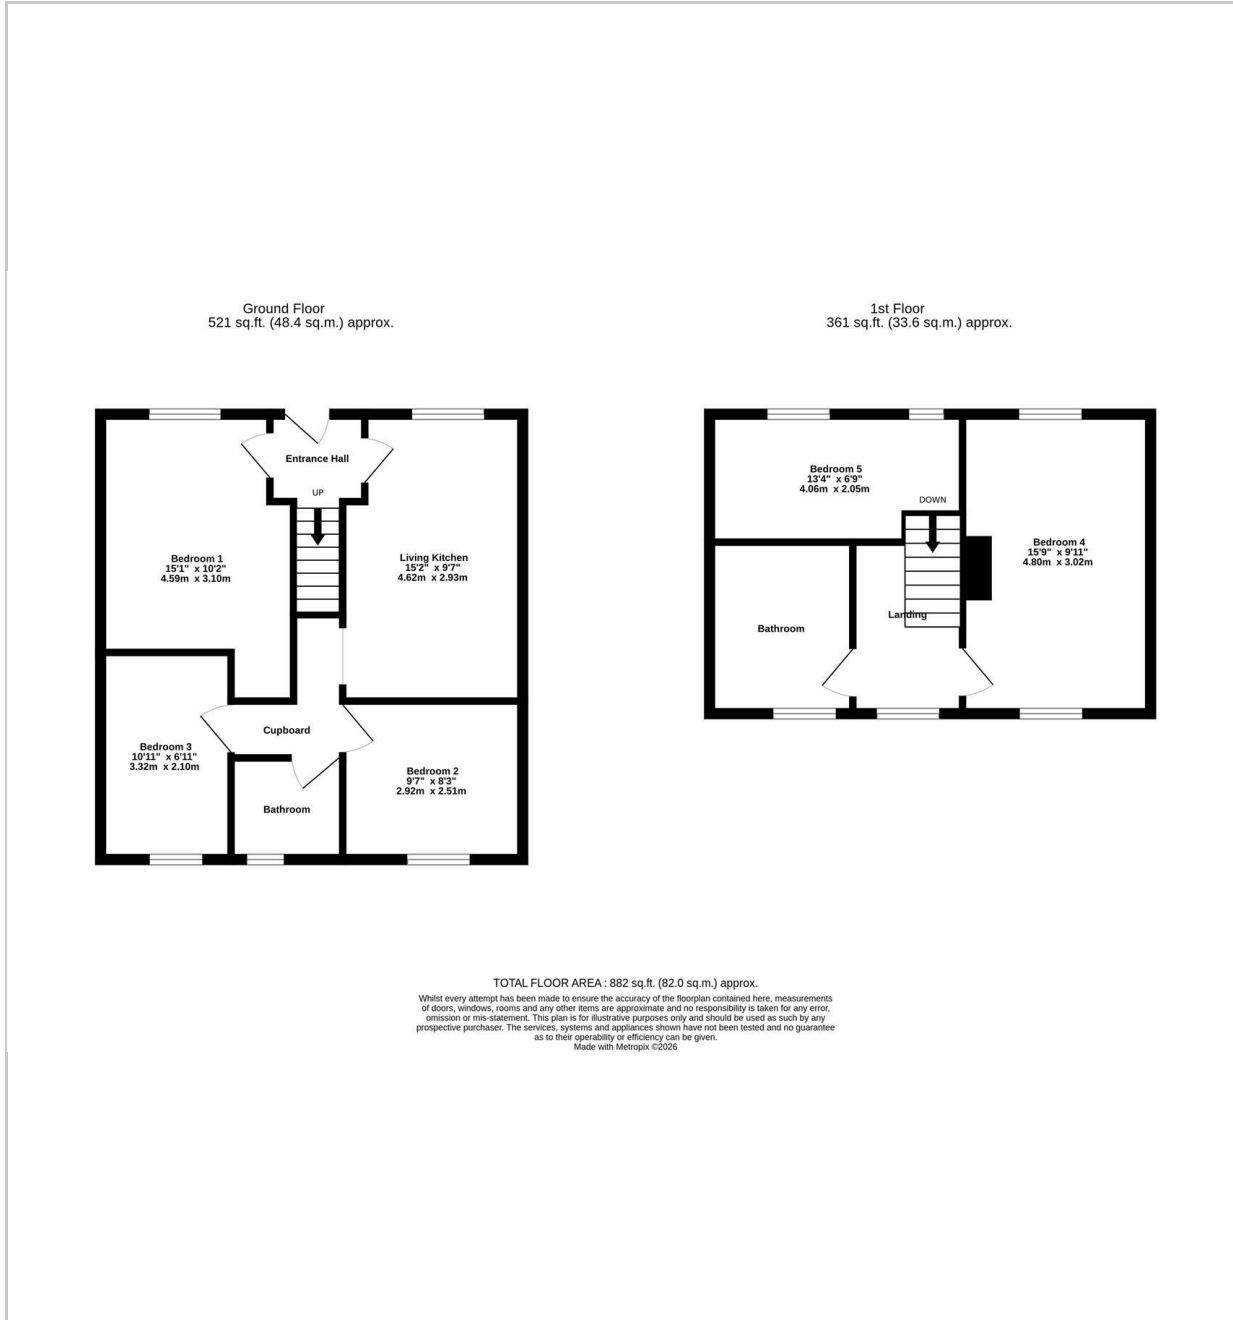 Ground Floor
521 sq.ft. (48.4 sq.m.) approx.
Entrance Hall
UP
Bedroom 1
15'1" x 10'2"
4.59m x 3.10m
Living Kitchen
15'2" x 9'7"
4.62m x 2.93m
Cupboard
Bedroom 3
10'11" x 6'11"
3.32m x 2.10m
Bathroom
Bedroom 2
9'7" x 8'3"
2.92m x 2.51m
1st Floor
361 sq.ft. (33.6 sq.m.) approx.
Bedroom 5
13'4" x 6'9"
4.06m x 2.05m
DOWN
Bedroom 4
15'9" x 9'11"
4.80m x 3.02m
Landing
Bathroom
TOTAL FLOOR AREA : 882 sq.ft. (82.0 sq.m.) approx.
Whilst every attempt has been made to ensure the accuracy of the floorplan contained here, measurements
of doors, windows, rooms and any other items are approximate and no responsibility is taken for any error,
omission or mis-statement. This plan is for illustrative purposes only and should be used as such by any
prospective purchaser. The services, systems and appliances shown have not been tested and no guarantee
as to their operability or efficiency can be given.
Made with Metropix ©2026